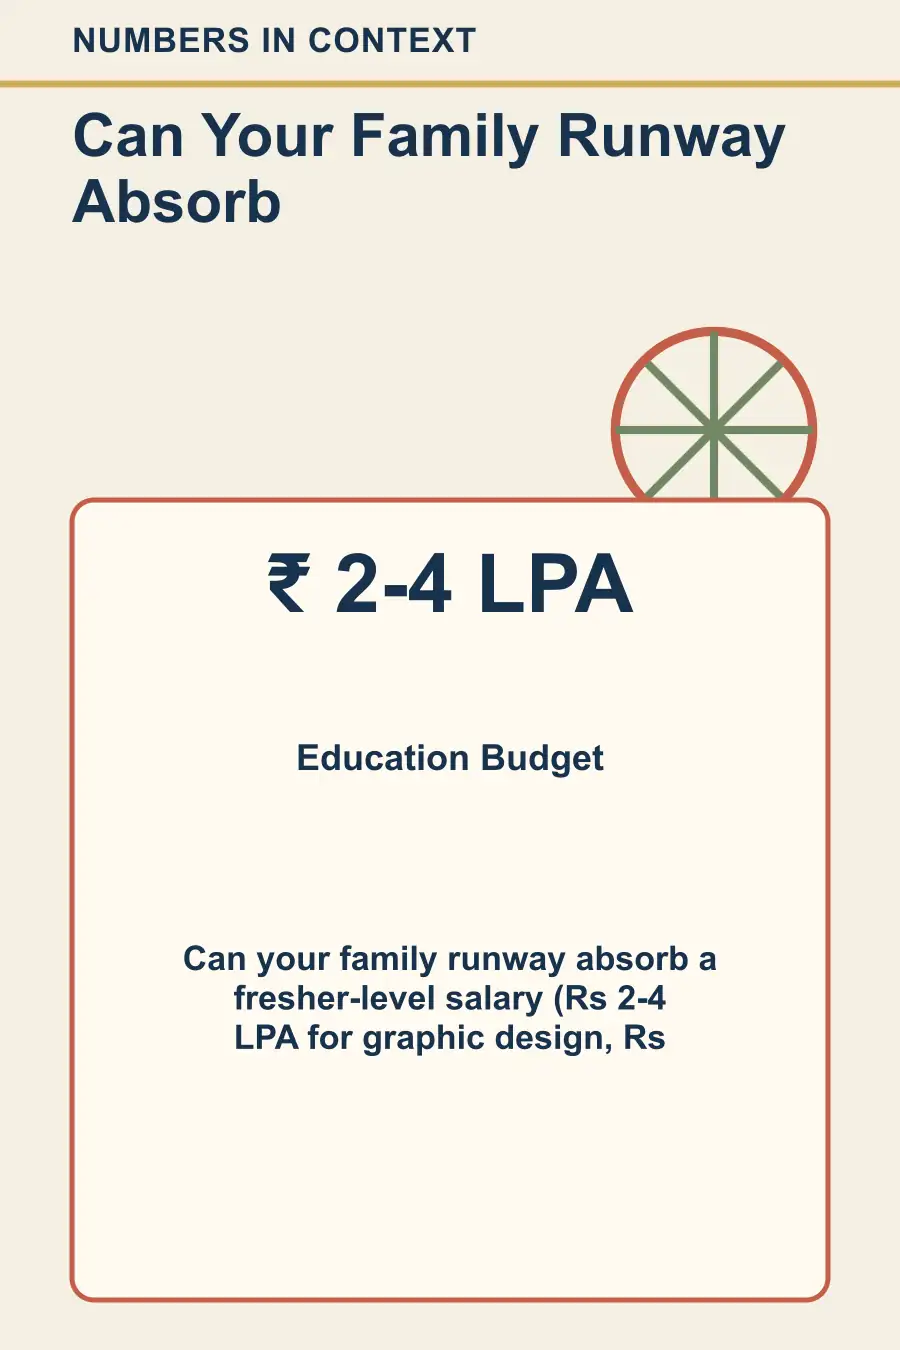 NUMBERS IN CONTEXT
Can Your Family Runway
Absorb
₹ 2-4 LPA
Education Budget
Can your family runway absorb a
fresher-level salary (Rs 2-4
LPA for graphic design, Rs